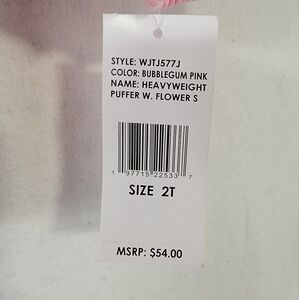 STYLE: WJTJ577J
COLOR: BUBBLEGUM PINK
NAME: HEAVYWEIGHT
PUFFER W. FLOWER S
1 97715 22533 7
SIZE 2T
MSRP: $54.00